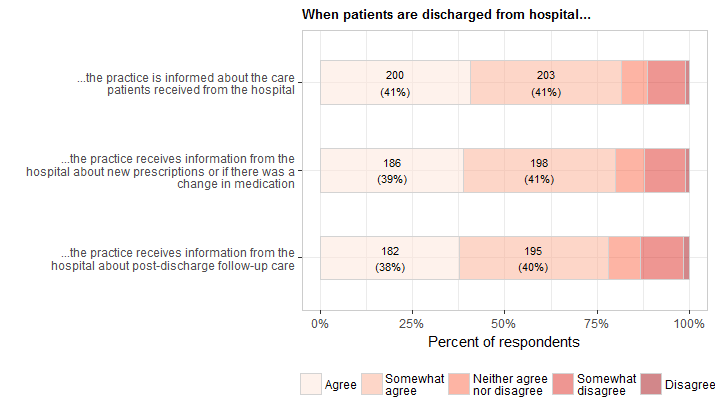 When patients are discharged from hospital...
...the practice is informed about the care
patients received from the hospital
200
(41%)
203
(41%)
...the practice receives information from the
hospital about new prescriptions or if there was a
change in medication
186
(39%)
198
(41%)
...the practice receives information from the
hospital about post-discharge follow-up care
182
(38%)
195
(40%)
0%
25%
50%
75%
100%
Percent of respondents
Agree
Somewhat
agree
Neither agree
nor disagree
Somewhat
disagree
Disagree